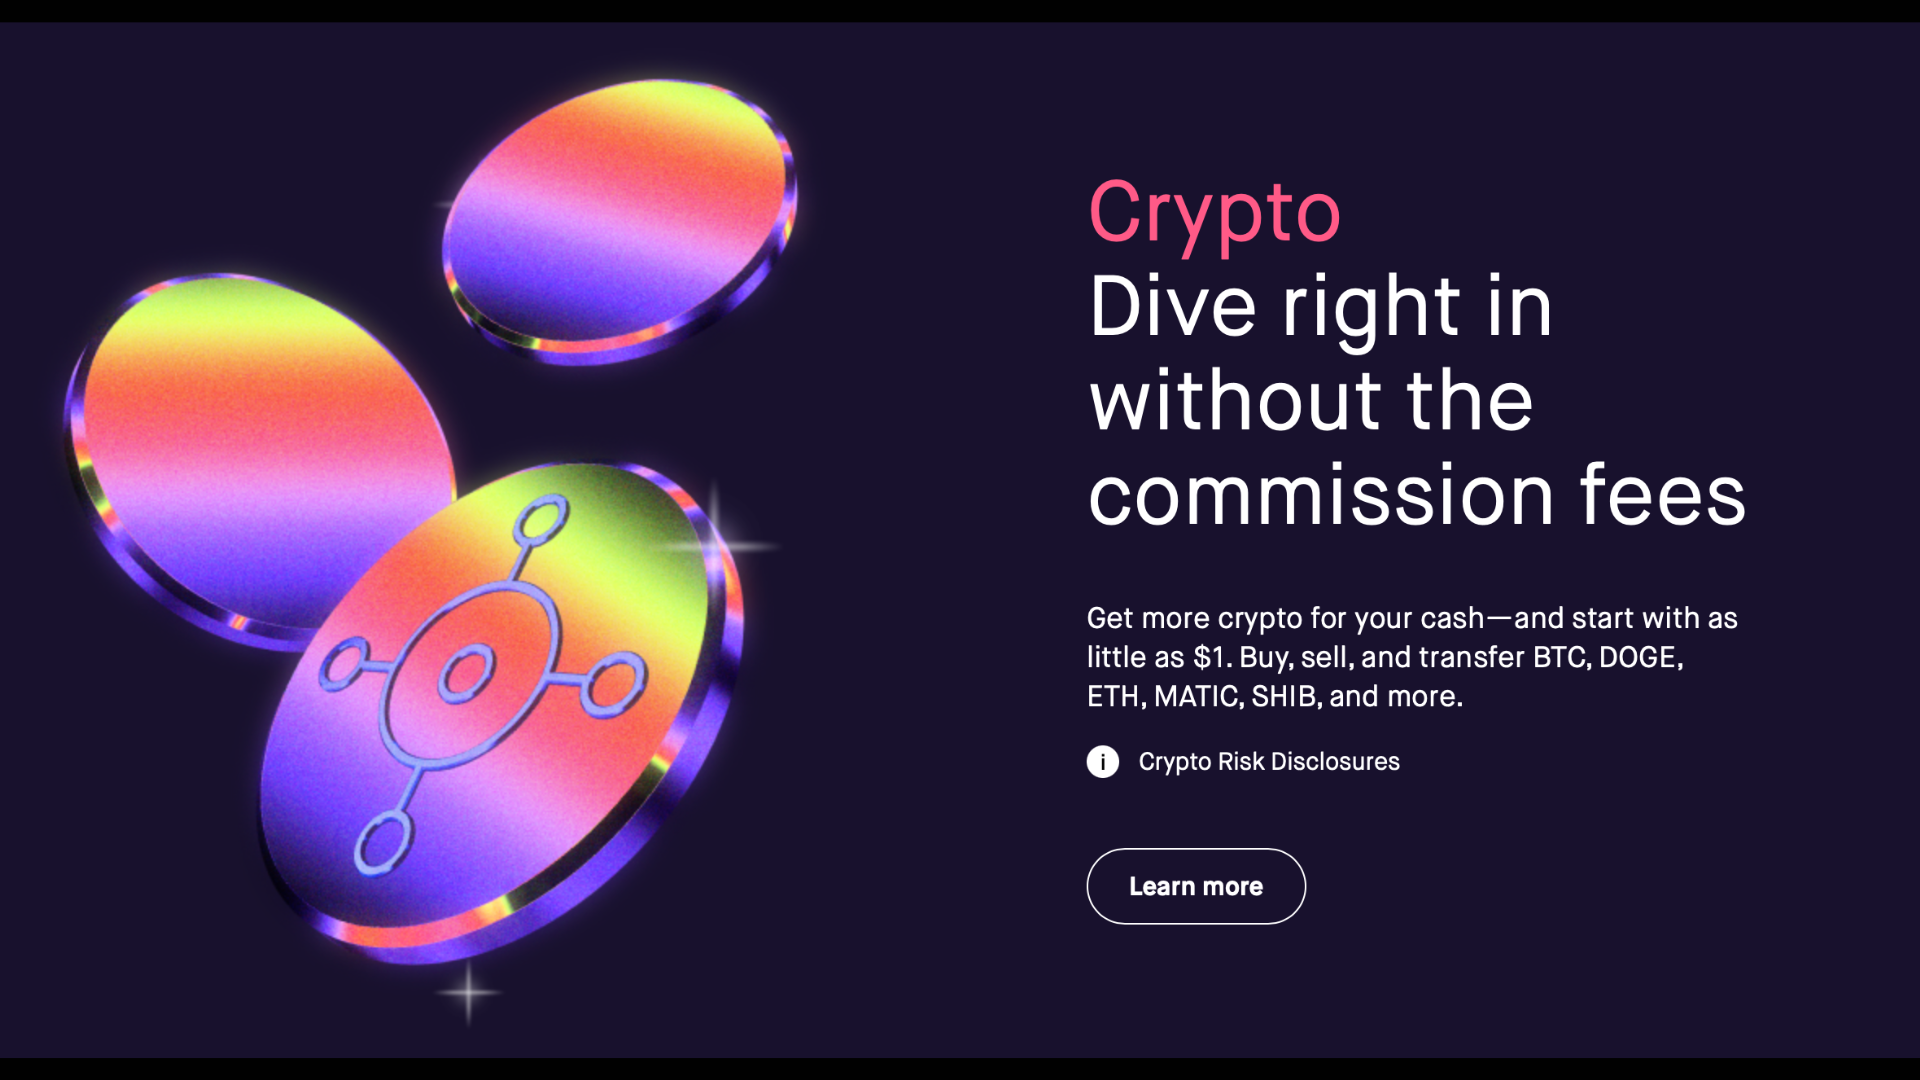 Crypto
Dive right in
without the
commission fees
Get more crypto for your cash—and start with as
little as $1. Buy, sell, and transfer BTC, DOGE,
ETH, MATIC, SHIB, and more.
i Crypto Risk Disclosures
Learn more